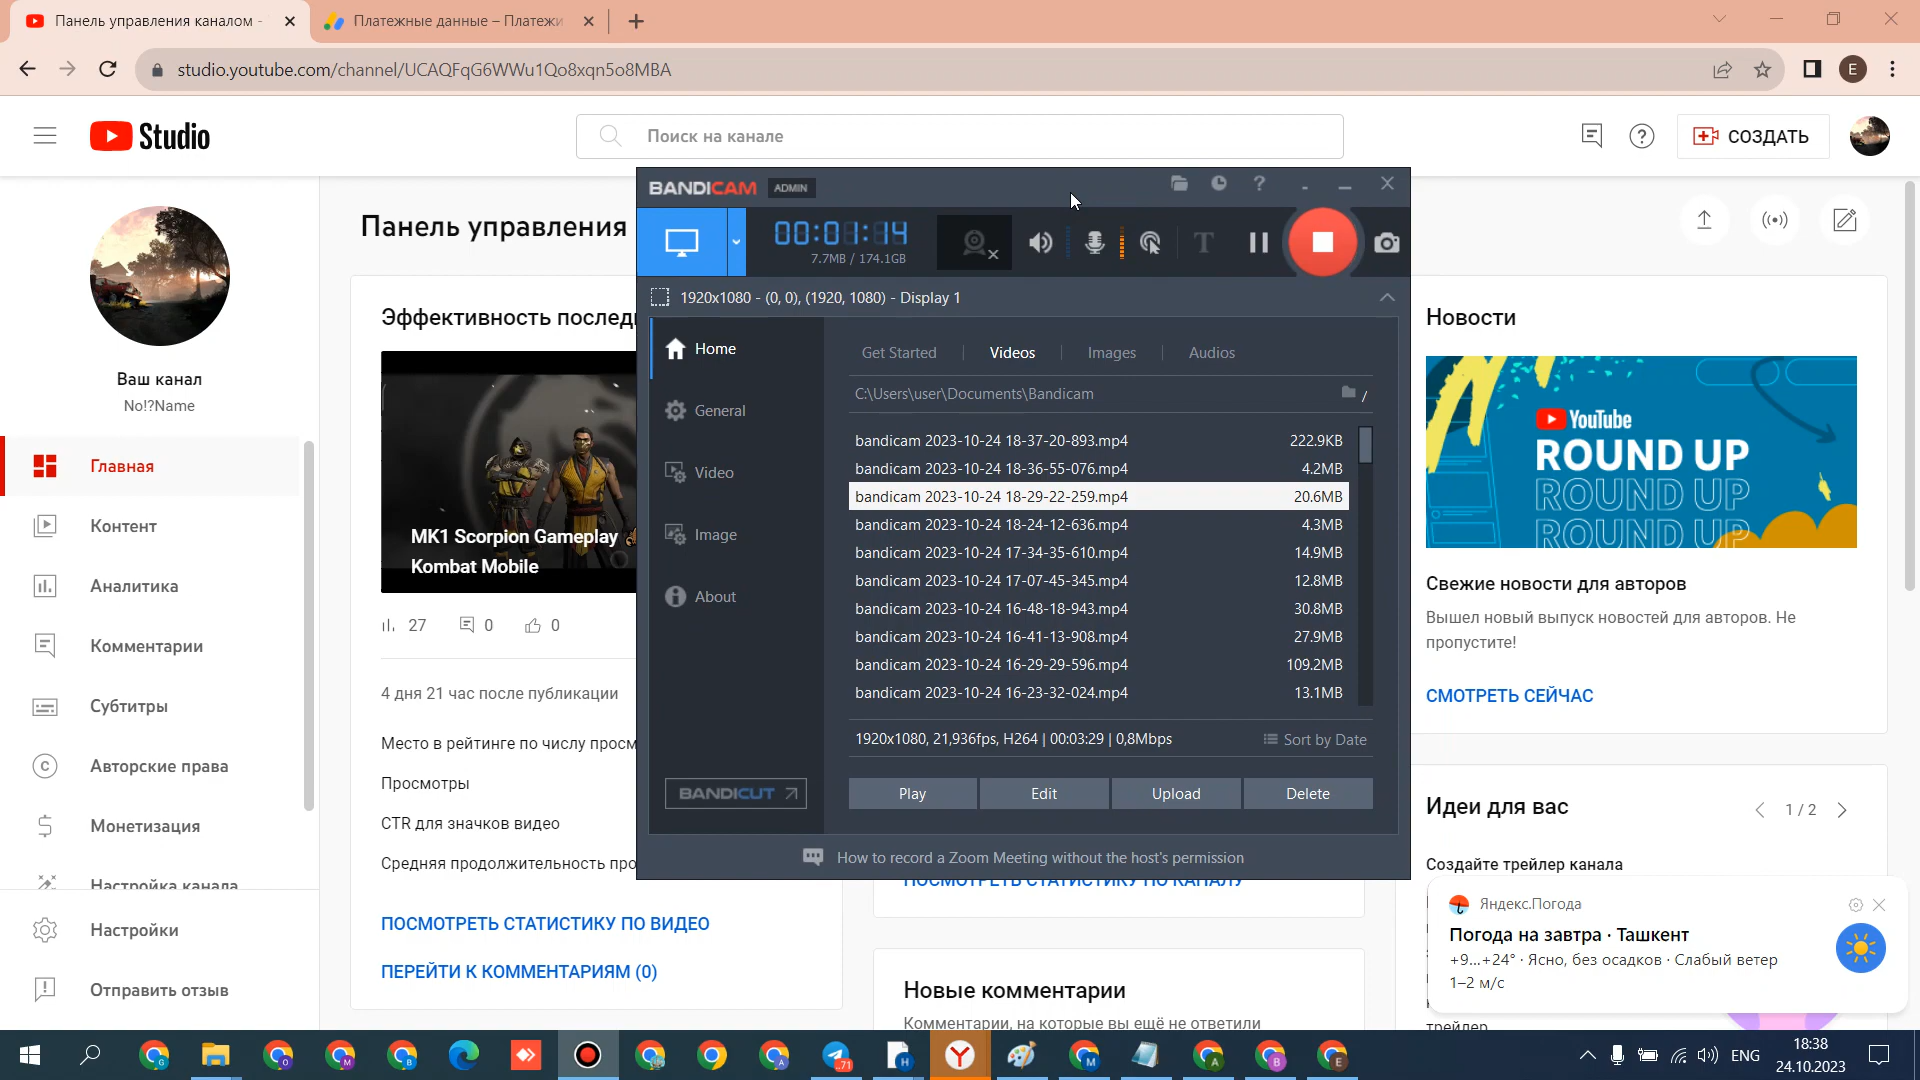 Панель управления каналом -
Платежные данные – Платежи
studio.youtube.com/channel/UCAQFqG6WWu1Qo8xqn5o8MBA
E
Studio
Поиск на канале
СОЗДАТЬ
Ваш канал
No!?Name
Главная
Контент
Аналитика
Комментарии
Субтитры
Авторские права
Монетизация
Настройка канала
Настройки
Отправить отзыв
Панель управления
Эффективность последн
MK1 Scorpion Gameplay
Kombat Mobile
27
0
0
4 дня 21 час после публикации
Место в рейтинге по числу просм
Просмотры
CTR для значков видео
Средняя продолжительность про
ПОСМОТРЕТЬ СТАТИСТИКУ ПО ВИДЕО
ПЕРЕЙТИ К КОММЕНТАРИЯМ (0)
BANDICAM ADMIN
00:01:14
7.7MB / 174.1GB
T
1920x1080 - (0, 0), (1920, 1080) - Display 1
Home
General
Video
Image
About
BANDICUT
Get Started
Videos
Images
Audios
C:\Users\user\Documents\Bandicam
/
bandicam 2023-10-24 18-37-20-893.mp4 222.9KB
bandicam 2023-10-24 18-36-55-076.mp4 4.2MB
bandicam 2023-10-24 18-29-22-259.mp4 20.6MB
bandicam 2023-10-24 18-24-12-636.mp4 4.3MB
bandicam 2023-10-24 17-34-35-610.mp4 14.9MB
bandicam 2023-10-24 17-07-45-345.mp4 12.8MB
bandicam 2023-10-24 16-48-18-943.mp4 30.8MB
bandicam 2023-10-24 16-41-13-908.mp4 27.9MB
bandicam 2023-10-24 16-29-29-596.mp4 109.2MB
bandicam 2023-10-24 16-23-32-024.mp4 13.1MB
1920x1080, 21,936fps, H264 | 00:03:29 | 0,8Mbps
Sort by Date
Play
Edit
Upload
Delete
How to record a Zoom Meeting without the host's permission
ПОСМОТРЕТЬ СТАТИСТИКУ ПО КАНАЛУ
Новые комментарии
Комментарии, на которые вы ещё не ответили
Новости
YouTube
ROUND UP
ROUND UP
ROUND UP
Свежие новости для авторов
Вышел новый выпуск новостей для авторов. Не
пропустите!
СМОТРЕТЬ СЕЙЧАС
Идеи для вас
1 / 2
Создайте трейлер канала
Яндекс.Погода
Погода на завтра · Ташкент
+9...+24° · Ясно, без осадков · Слабый ветер
1–2 м/с
трейлер
ENG
18:38
24.10.2023